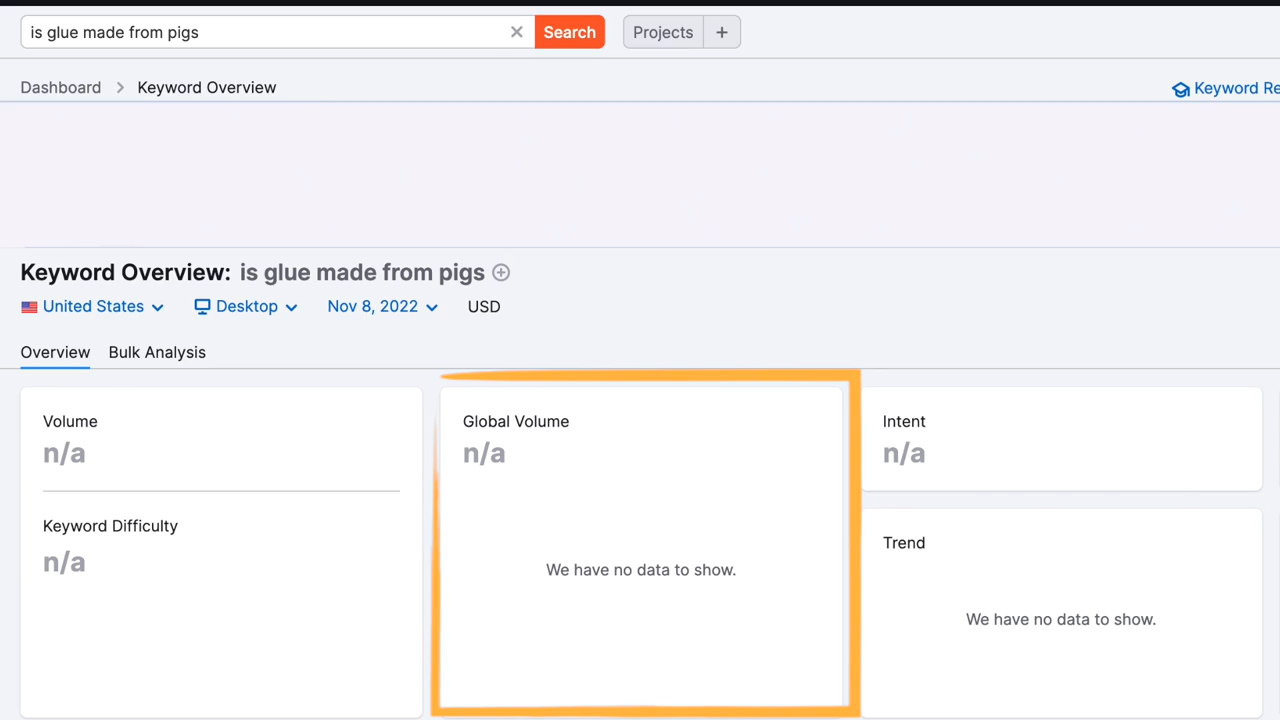 is glue made from pigs
Search
Projects
+
Dashboard
Keyword Overview
Keyword Re
Keyword Overview: is glue made from pigs
United States
Desktop
Nov 8, 2022
USD
Overview
Bulk Analysis
Volume
n/a
Keyword Difficulty
n/a
Global Volume
n/a
We have no data to show.
Intent
n/a
Trend
We have no data to show.